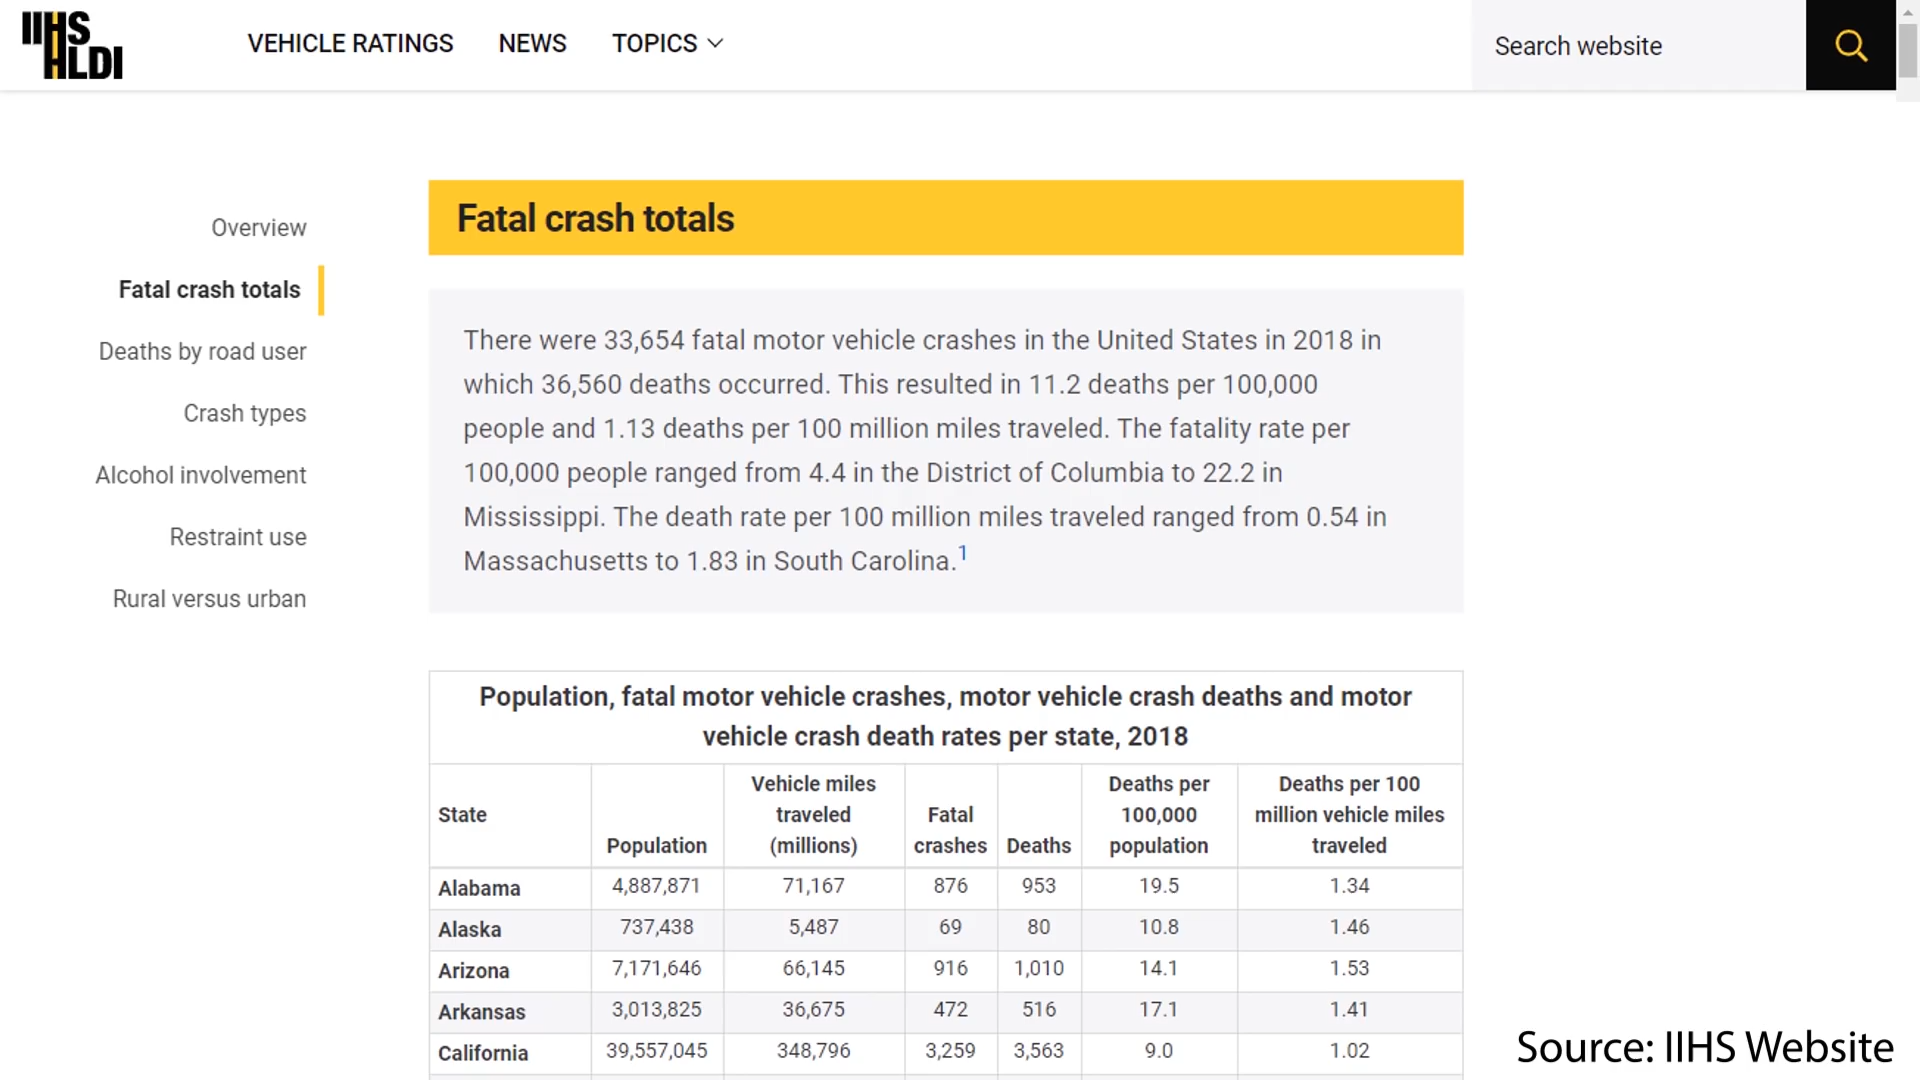 IIHS
HLDI
VEHICLE RATINGS
NEWS
TOPICS
Search website
Overview
Fatal crash totals
Deaths by road user
Crash types
Alcohol involvement
Restraint use
Rural versus urban
Fatal crash totals
There were 33,654 fatal motor vehicle crashes in the United States in 2018 in
which 36,560 deaths occurred. This resulted in 11.2 deaths per 100,000
people and 1.13 deaths per 100 million miles traveled. The fatality rate per
100,000 people ranged from 4.4 in the District of Columbia to 22.2 in
Mississippi. The death rate per 100 million miles traveled ranged from 0.54 in
Massachusetts to 1.83 in South Carolina.1
Population, fatal motor vehicle crashes, motor vehicle crash deaths and motor
vehicle crash death rates per state, 2018
State Population Vehicle miles traveled (millions) Fatal crashes Deaths Deaths per 100,000 population Deaths per 100 million vehicle miles traveled
Alabama 4,887,871 71,167 876 953 19.5 1.34
Alaska 737,438 5,487 69 80 10.8 1.46
Arizona 7,171,646 66,145 916 1,010 14.1 1.53
Arkansas 3,013,825 36,675 472 516 17.1 1.41
California 39,557,045 348,796 3,259 3,563 9.0 1.02
Source: IIHS Website